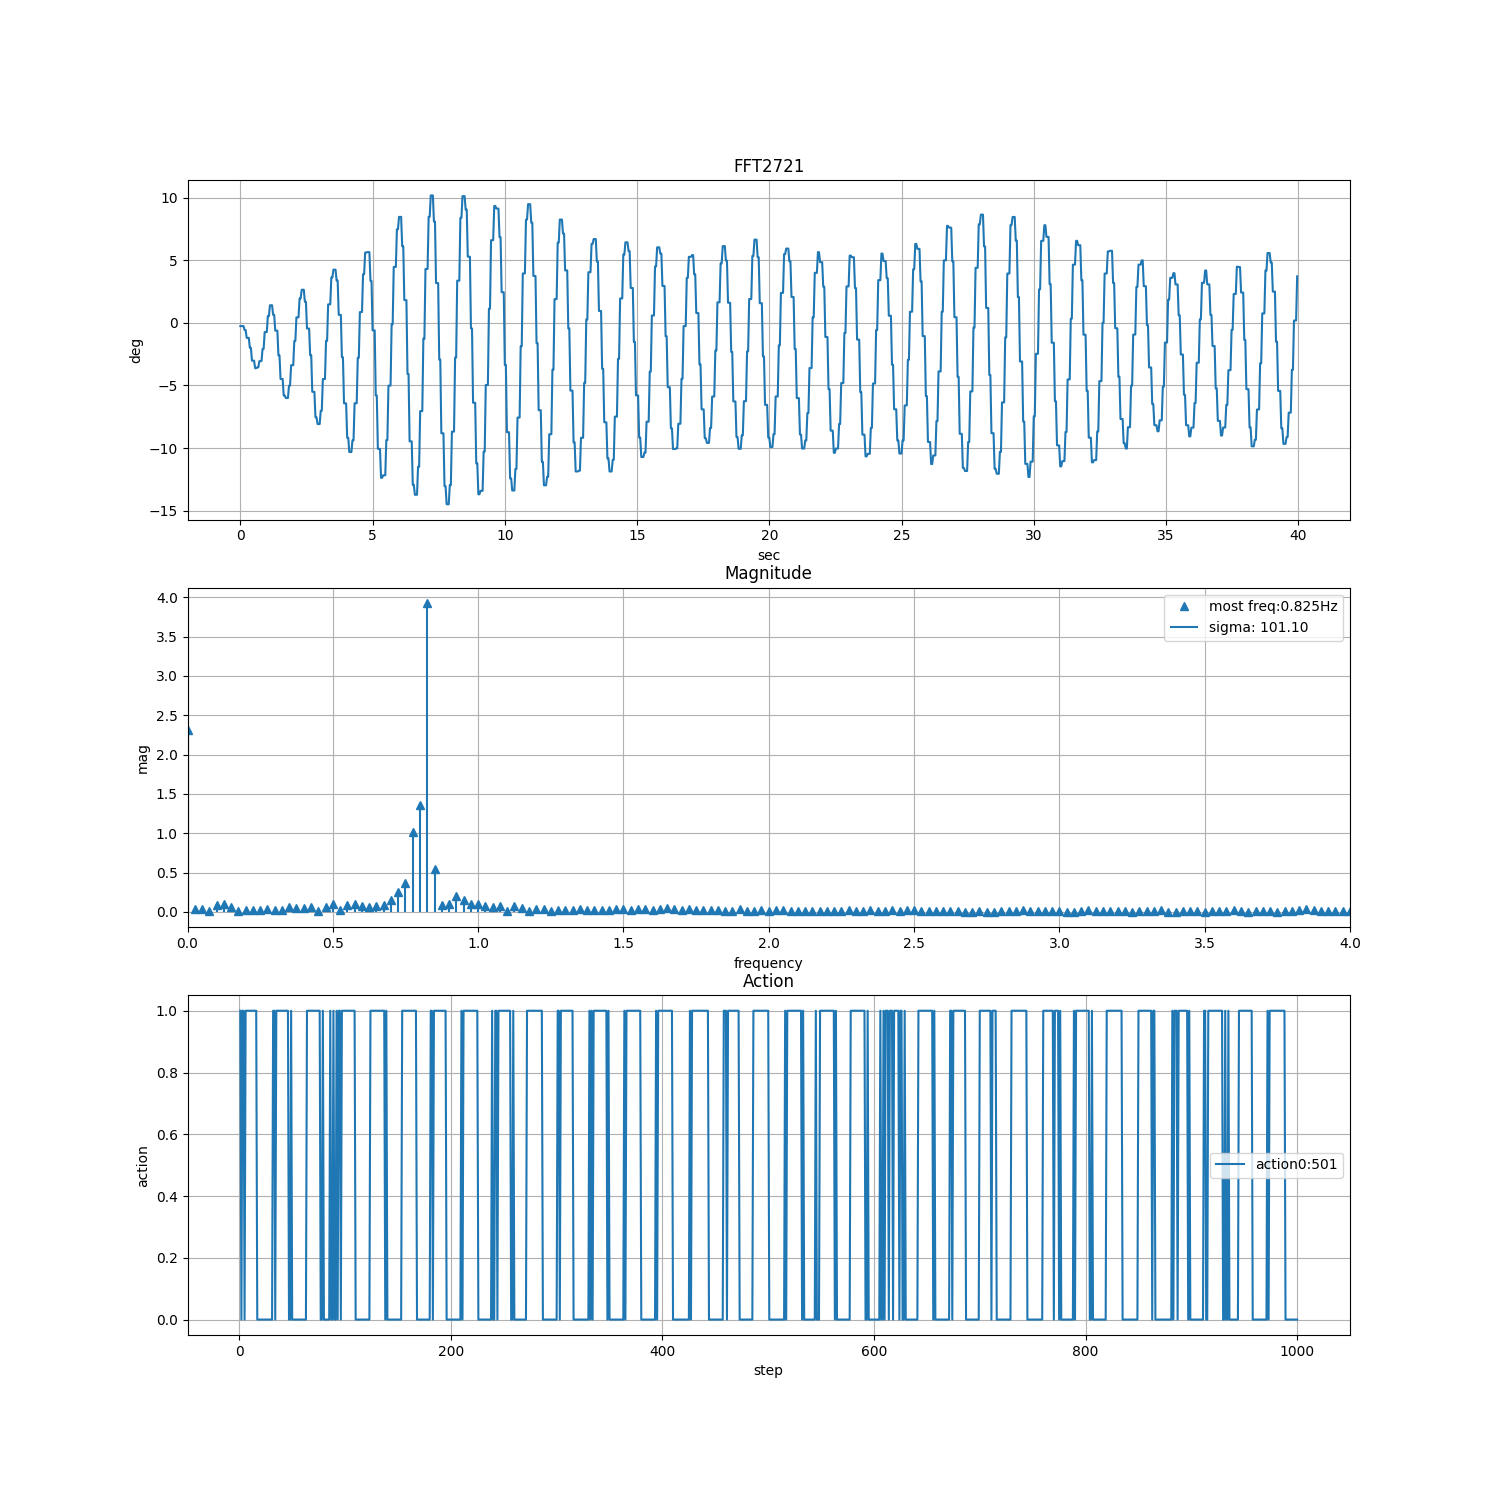 FFT2721
10
5
0
−5
−10
−15
deg
0 5 10 15 20 25 30 35 40
sec
Magnitude
4.0
3.5
3.0
2.5
2.0
1.5
1.0
0.5
0.0
mag
most freq:0.825Hz
sigma: 101.10
0.0 0.5 1.0 1.5 2.0 2.5 3.0 3.5 4.0
frequency
Action
1.0
0.8
0.6
0.4
0.2
0.0
action
action0:501
0 200 400 600 800 1000
step